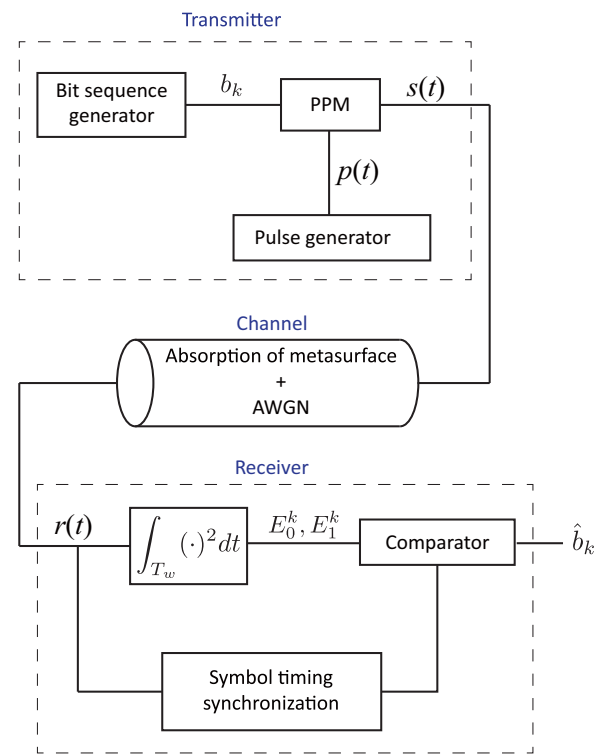 Transmitter
Bit sequence
generator
b_k
PPM
s(t)
p(t)
Pulse generator
Channel
Absorption of metasurface
+
AWGN
Receiver
r(t)
∫_{T_w} (·)^2 dt
E_0^k, E_1^k
Comparator
\hat{b}_k
Symbol timing
synchronization